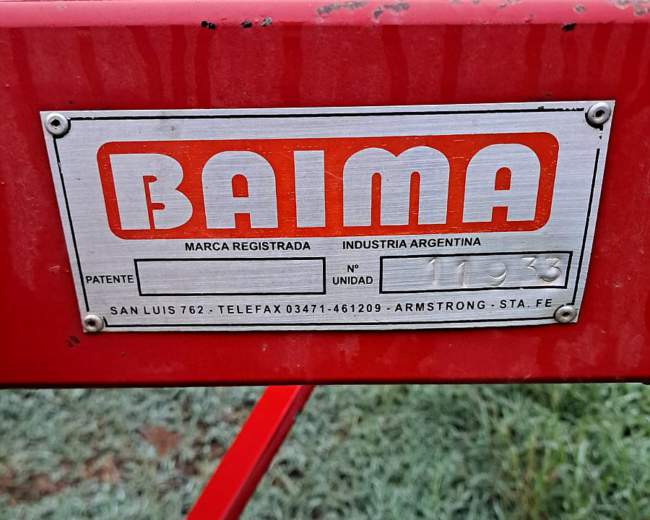 BAIMA
MARCA REGISTRADA INDUSTRIA ARGENTINA
PATENTE Nº UNIDAD 11933
SAN LUIS 762 - TELEFAX 03471-461209 - ARMSTRONG - STA. FE